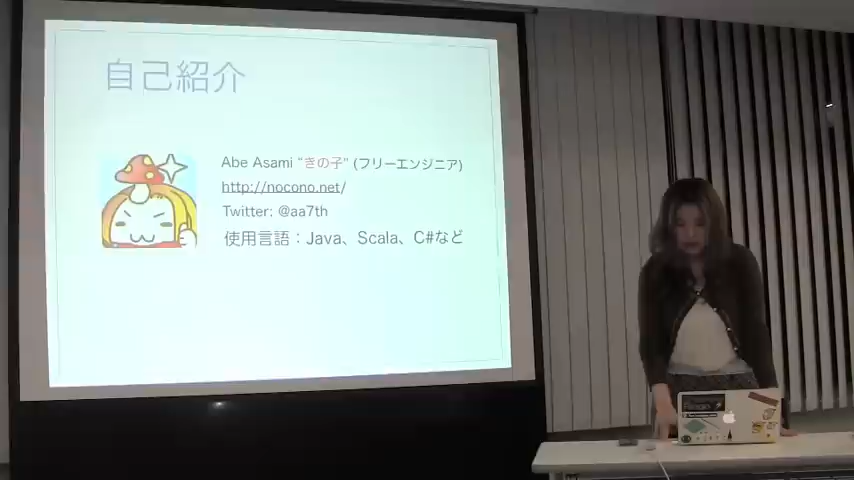 自己紹介
Abe Asami "きの子" (フリーエンジニア)
http://nocono.net/
Twitter: @aa7th
使用言語：Java、Scala、C#など